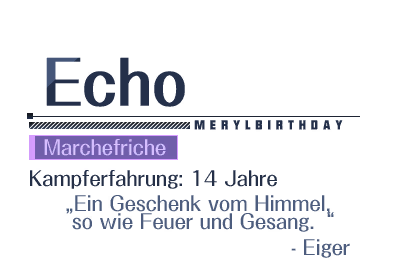 Echo
MERYLBIRTHDAY
Marchefriche
Kampferfahrung: 14 Jahre
„Ein Geschenk vom Himmel,
so wie Feuer und Gesang. “
- Eiger